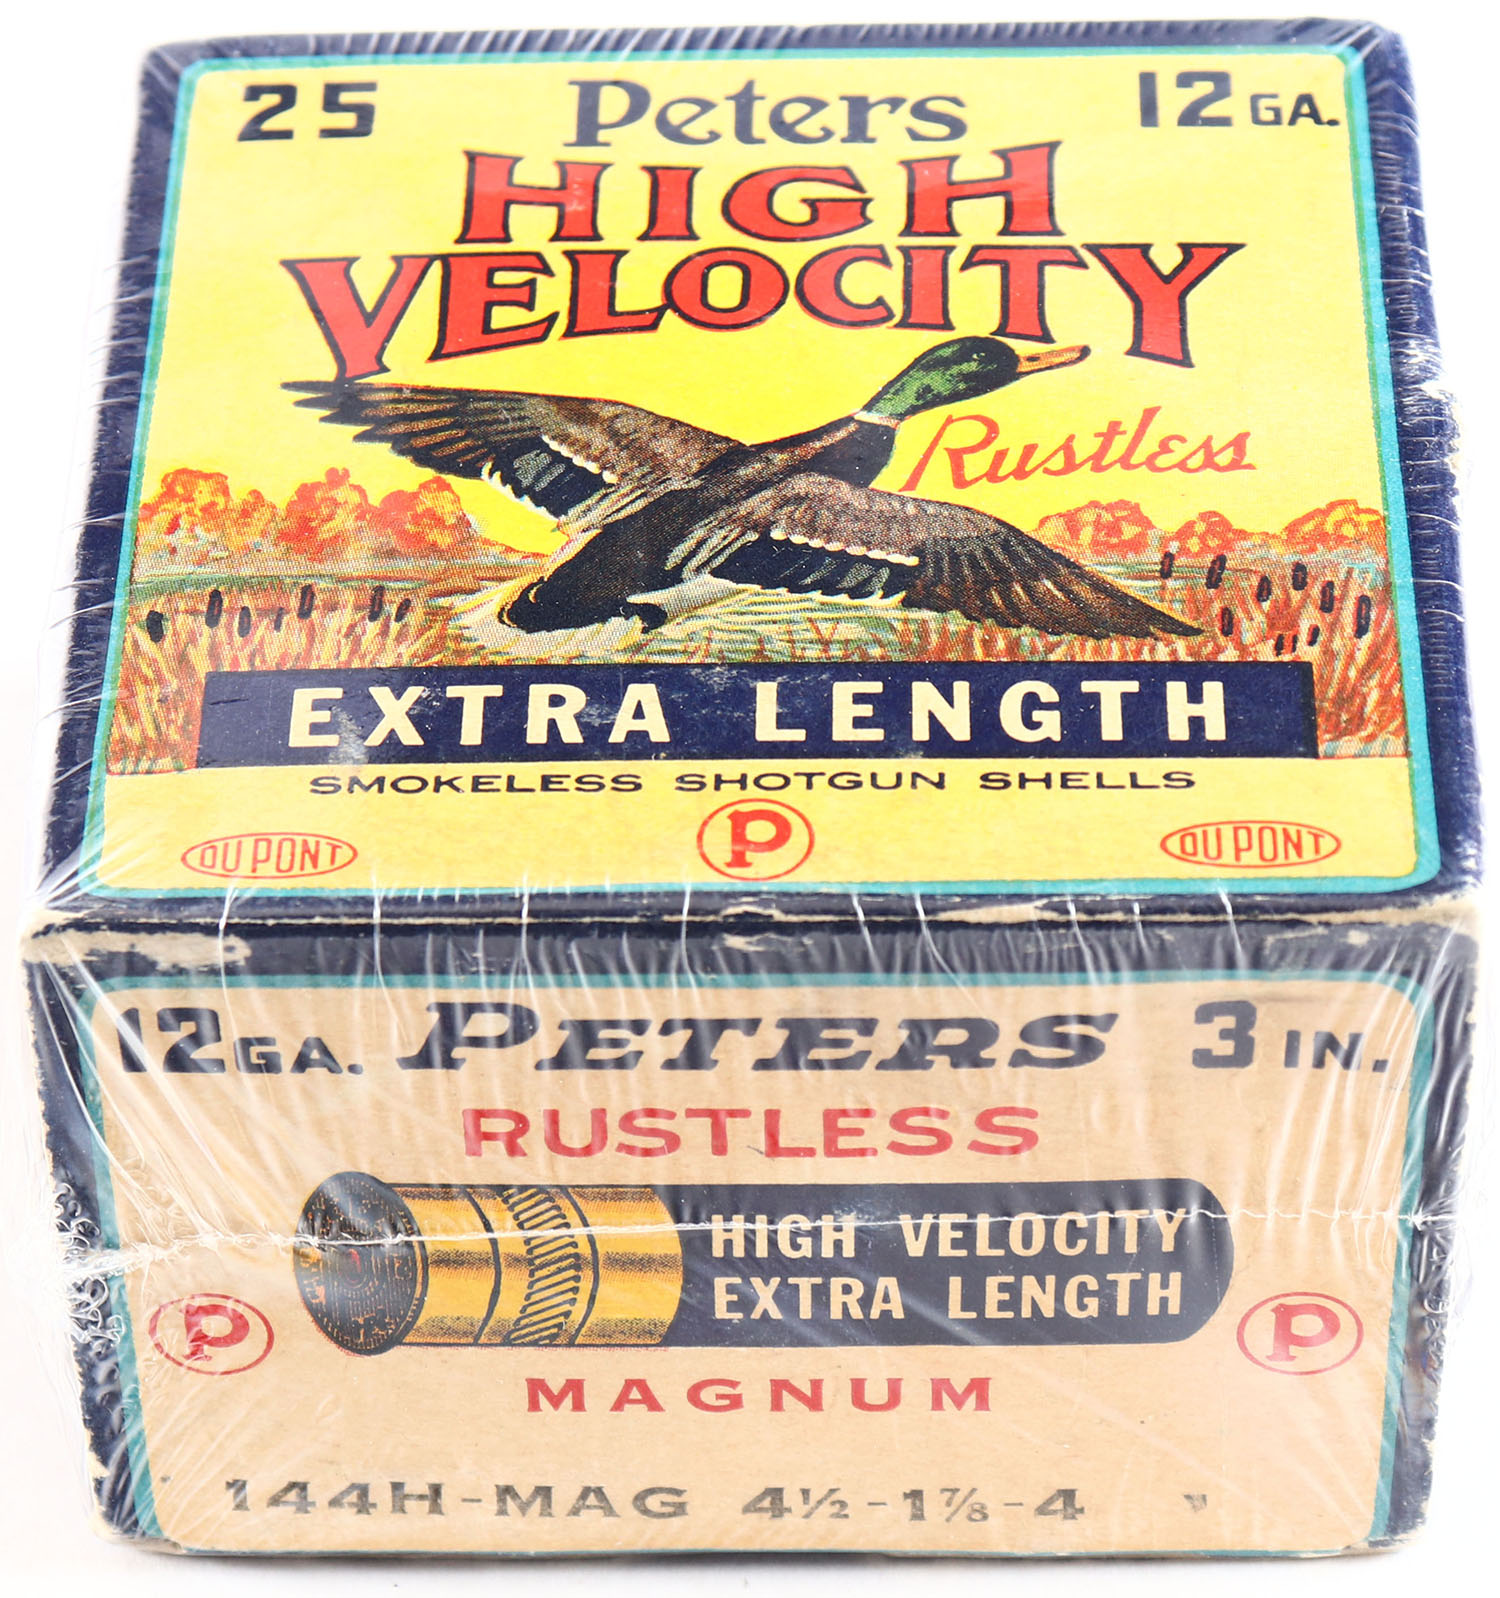 25 Peters 12 GA.
HIGH
VELOCITY
Rustless
EXTRA LENGTH
SMOKELESS SHOTGUN SHELLS
DU PONT P DU PONT
12 GA. PETERS 3 IN.
RUSTLESS
HIGH VELOCITY
EXTRA LENGTH
P P
MAGNUM
144H-MAG 4½-1⅞-4